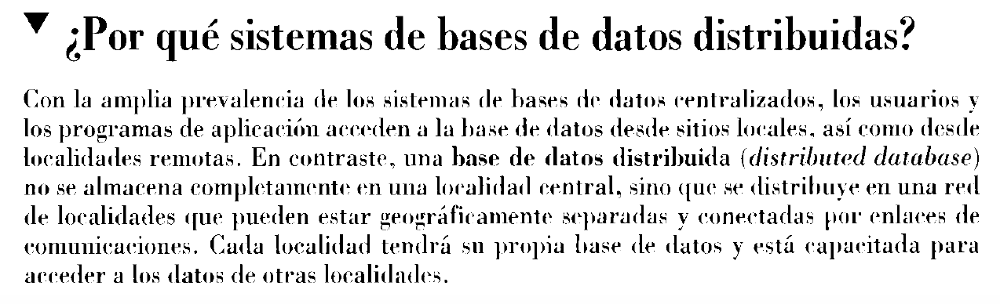 ▼ ¿Por qué sistemas de bases de datos distribuidas?
Con la amplia prevalencia de los sistemas de bases de datos centralizados, los usuarios y
los programas de aplicación acceden a la base de datos desde sitios locales, así como desde
localidades remotas. En contraste, una base de datos distribuida (distributed database)
no se almacena completamente en una localidad central, sino que se distribuye en una red
de localidades que pueden estar geográficamente separadas y conectadas por enlaces de
comunicaciones. Cada localidad tendrá su propia base de datos y está capacitada para
acceder a los datos de otras localidades.